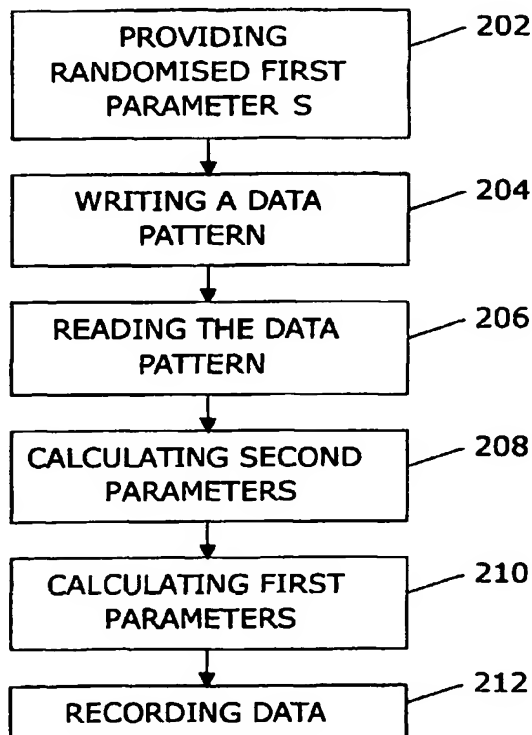 PROVIDING
RANDOMISED FIRST
PARAMETER S
202
WRITING A DATA
PATTERN
204
READING THE DATA
PATTERN
206
CALCULATING SECOND
PARAMETERS
208
CALCULATING FIRST
PARAMETERS
210
RECORDING DATA
212